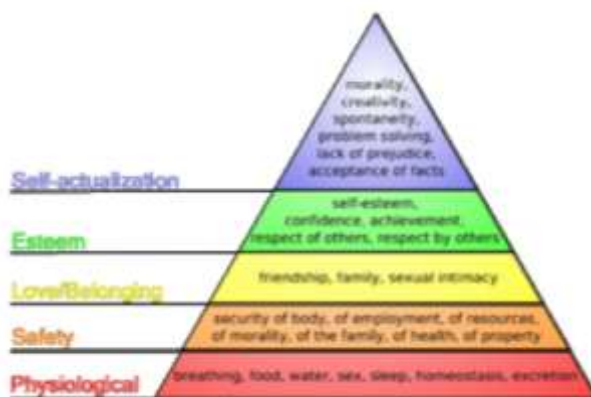 morality,
creativity,
spontaneity,
problem solving,
lack of prejudice,
acceptance of facts
Self-actualization
self-esteem,
confidence, achievement,
respect of others, respect by others
Esteem
friendship, family, sexual intimacy
Love/Belonging
security of body, of employment, of resources,
of morality, of the family, of health, of property
Safety
breathing, food, water, sex, sleep, homeostasis, excretion
Physiological